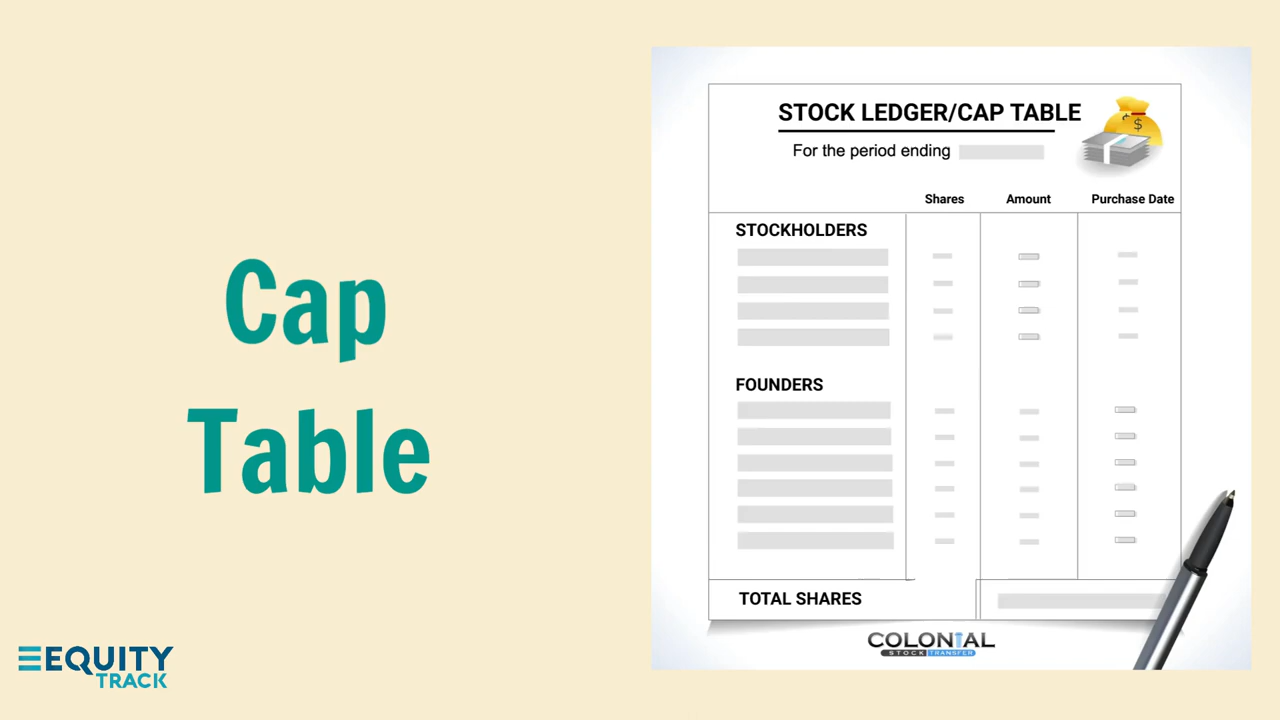 Cap
Table
STOCK LEDGER/CAP TABLE
For the period ending
Shares Amount Purchase Date
STOCKHOLDERS
FOUNDERS
TOTAL SHARES
COLONIAL
STOCK TRANSFER
EQUITY
TRACK